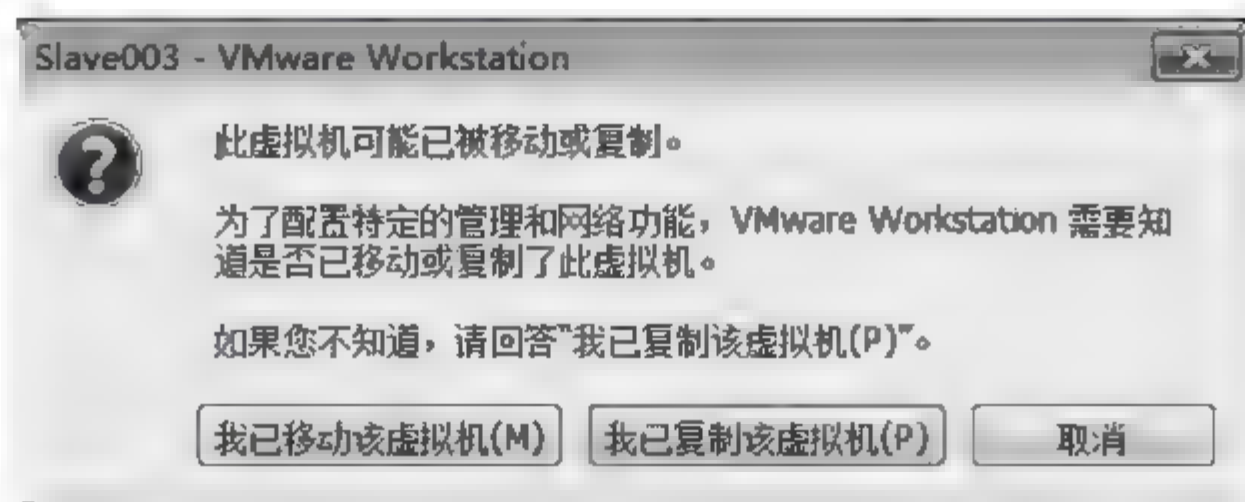 Slave003 - VMware Workstation
此虚拟机可能已被移动或复制。
为了配置特定的管理和网络功能，VMware Workstation 需要知
道是否已移动或复制了此虚拟机。
如果您不知道，请回答"我已复制该虚拟机(P)"。
我已移动该虚拟机(M) 我已复制该虚拟机(P) 取消